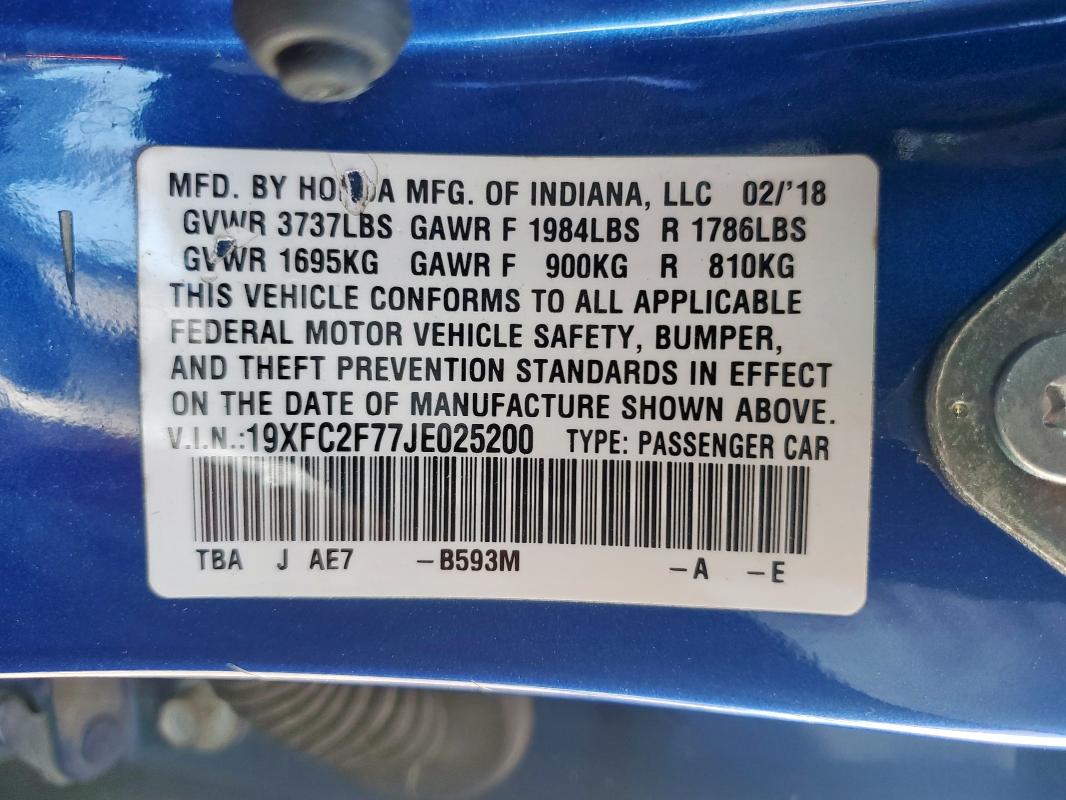 MFD. BY HONDA MFG. OF INDIANA, LLC 02/'18
GVWR 3737LBS GAWR F 1984LBS R 1786LBS
GVWR 1695KG GAWR F 900KG R 810KG
THIS VEHICLE CONFORMS TO ALL APPLICABLE
FEDERAL MOTOR VEHICLE SAFETY, BUMPER,
AND THEFT PREVENTION STANDARDS IN EFFECT
ON THE DATE OF MANUFACTURE SHOWN ABOVE.
V.I.N.:19XFC2F77JE025200 TYPE: PASSENGER CAR
TBA J AE7 -B593M -A -E